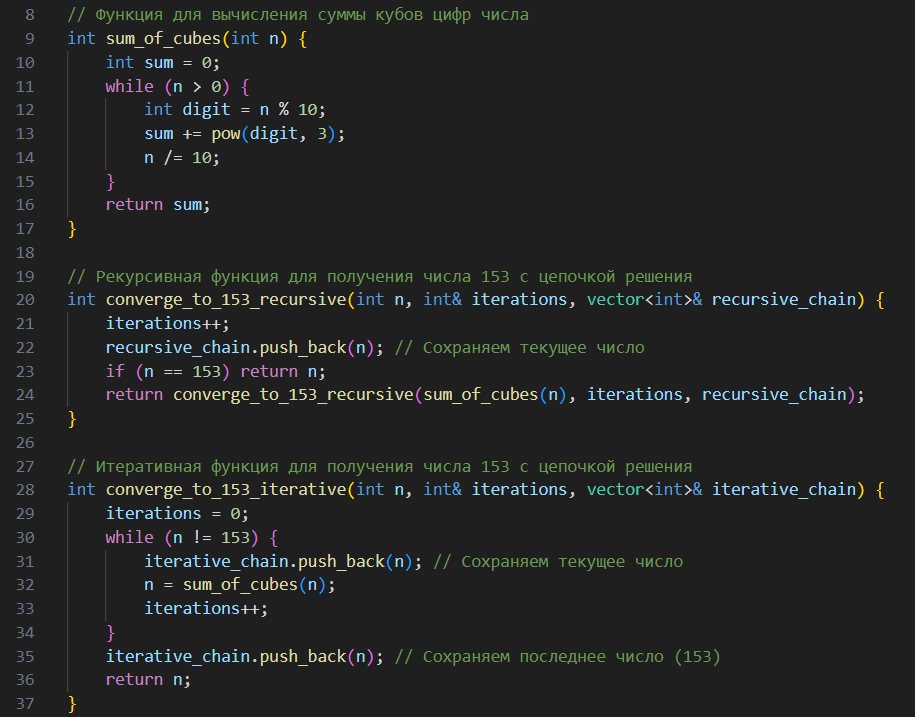 8 // Функция для вычисления суммы кубов цифр числа
9 int sum_of_cubes(int n) {
10     int sum = 0;
11     while (n > 0) {
12         int digit = n % 10;
13         sum += pow(digit, 3);
14         n /= 10;
15     }
16     return sum;
17 }
18
19 // Рекурсивная функция для получения числа 153 с цепочкой решения
20 int converge_to_153_recursive(int n, int& iterations, vector<int>& recursive_chain) {
21     iterations++;
22     recursive_chain.push_back(n); // Сохраняем текущее число
23     if (n == 153) return n;
24     return converge_to_153_recursive(sum_of_cubes(n), iterations, recursive_chain);
25 }
26
27 // Итеративная функция для получения числа 153 с цепочкой решения
28 int converge_to_153_iterative(int n, int& iterations, vector<int>& iterative_chain) {
29     iterations = 0;
30     while (n != 153) {
31         iterative_chain.push_back(n); // Сохраняем текущее число
32         n = sum_of_cubes(n);
33         iterations++;
34     }
35     iterative_chain.push_back(n); // Сохраняем последнее число (153)
36     return n;
37 }